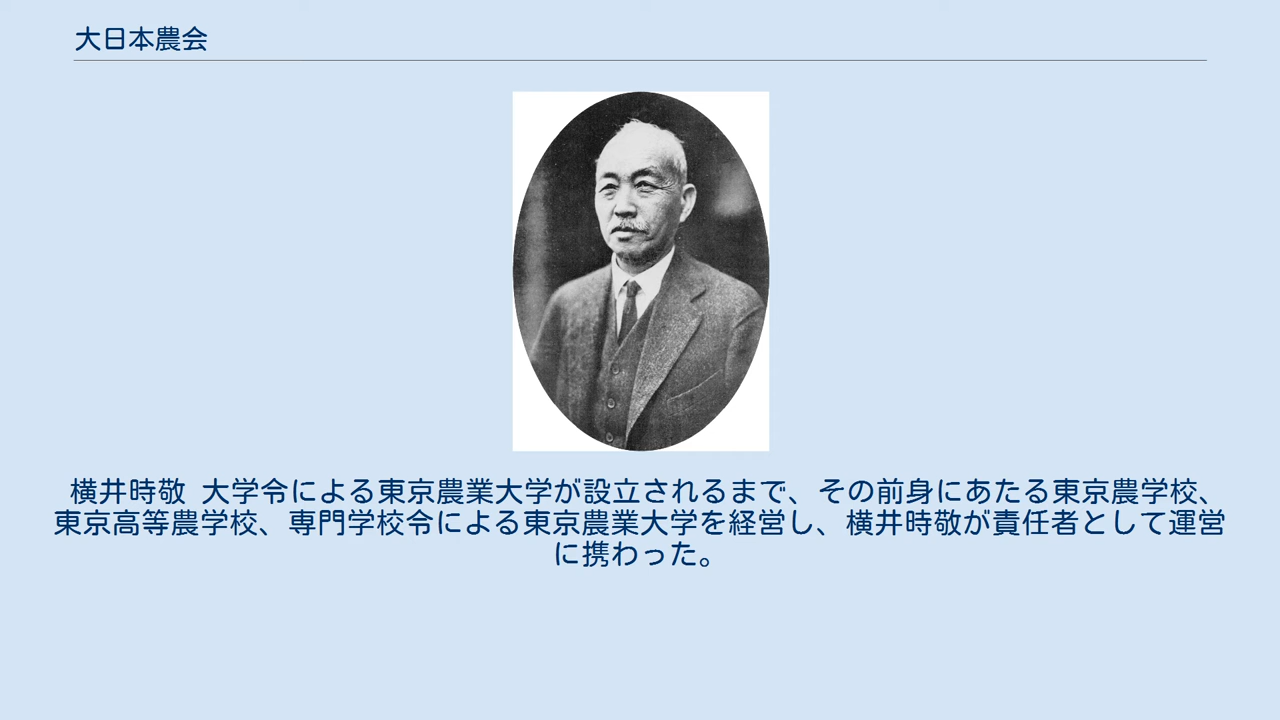 大日本農会
横井時敬 大学令による東京農業大学が設立されるまで、その前身にあたる東京農学校、
東京高等農学校、専門学校令による東京農業大学を経営し、横井時敬が責任者として運営
に携わった。